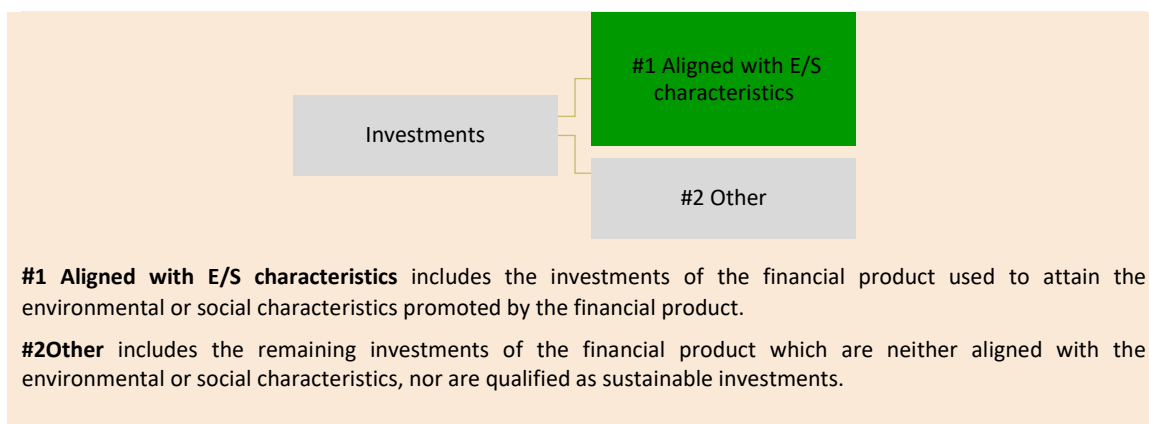 #1 Aligned with E/S
characteristics
Investments
#2 Other
#1 Aligned with E/S characteristics includes the investments of the financial product used to attain the
environmental or social characteristics promoted by the financial product.
#2Other includes the remaining investments of the financial product which are neither aligned with the
environmental or social characteristics, nor are qualified as sustainable investments.